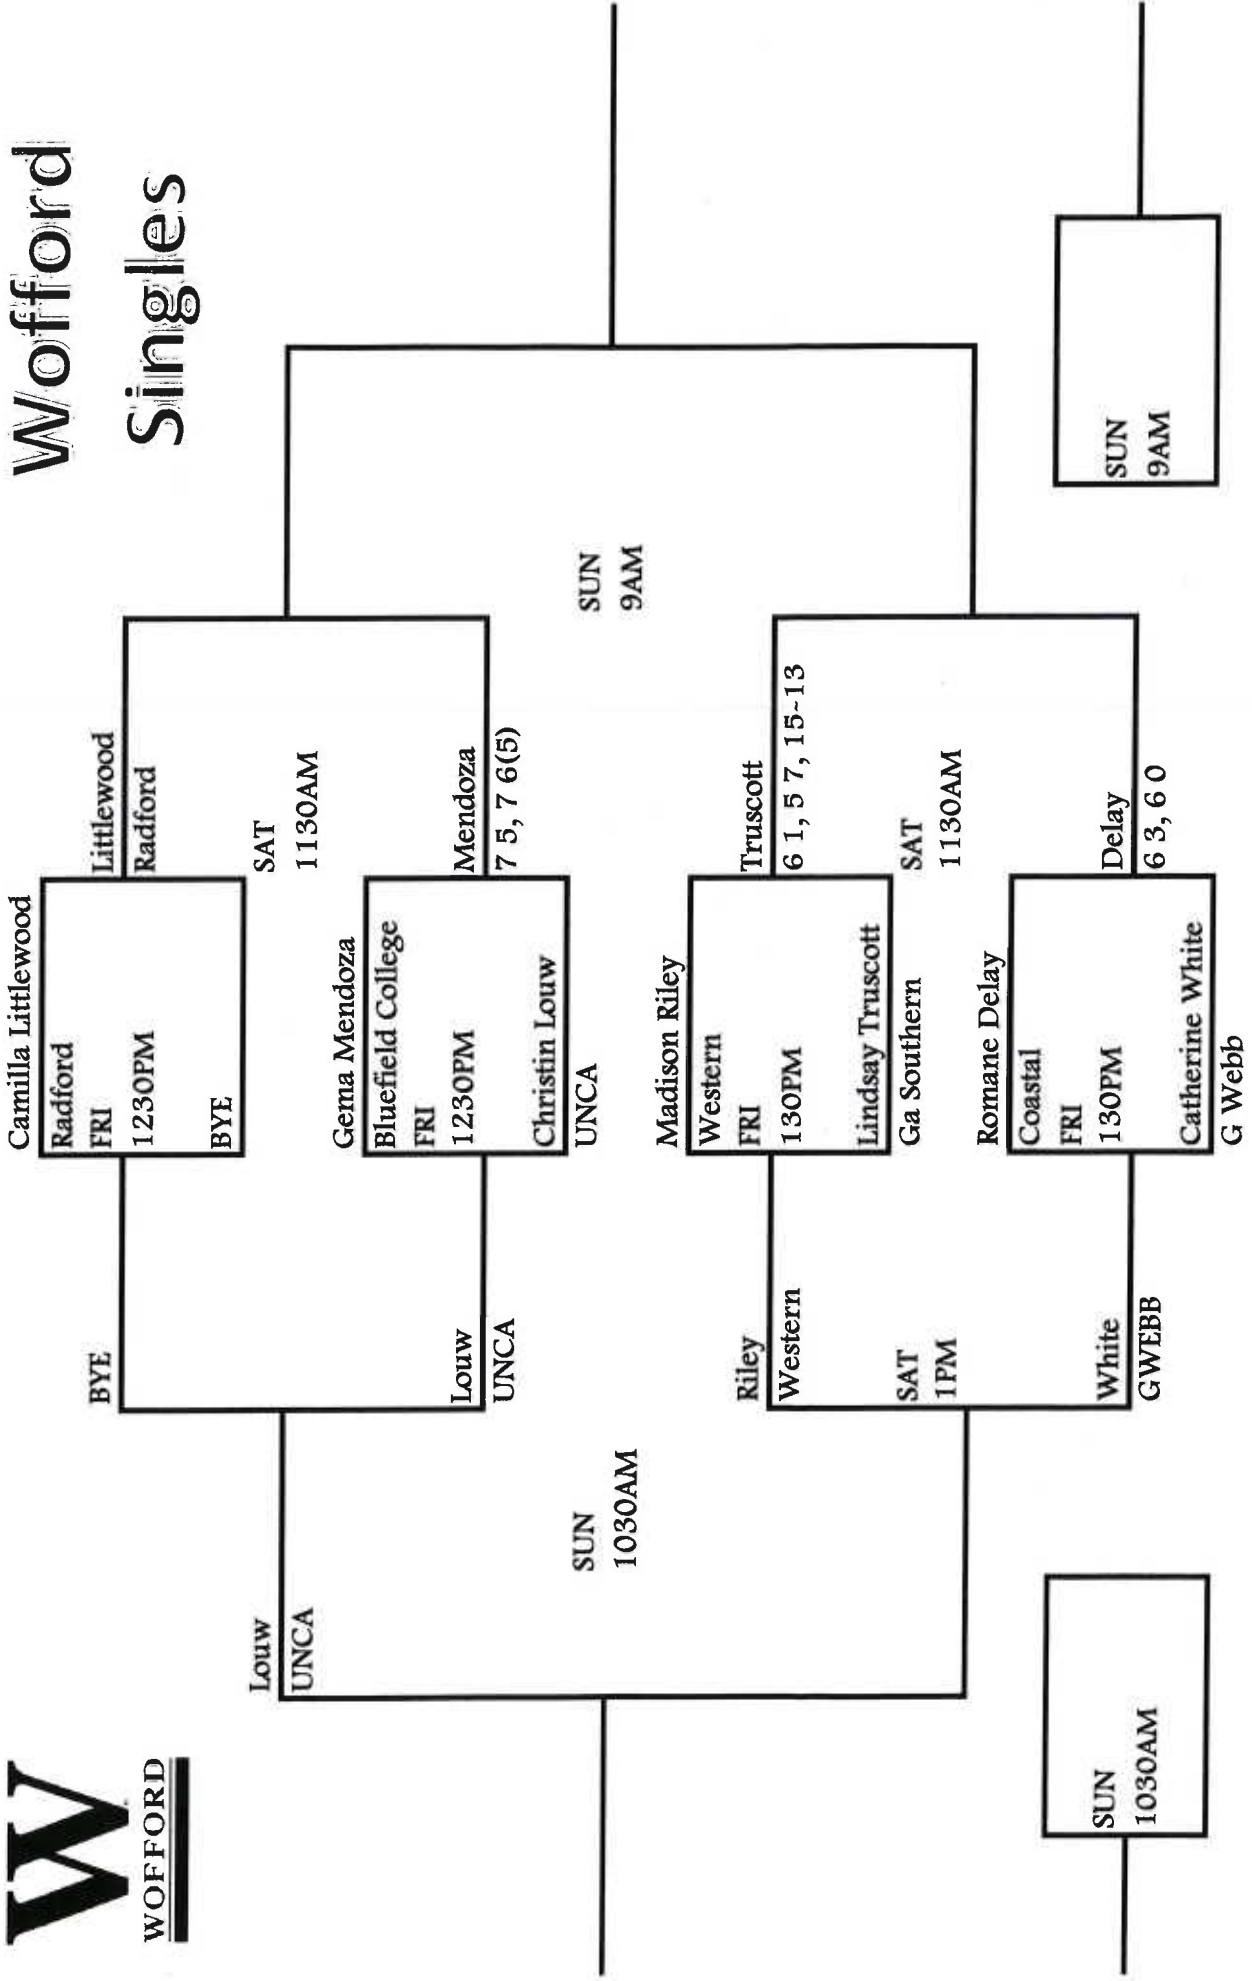 W
WOFFORD
Wofford
Singles
Camilla Littlewood
Radford
FRI
1230PM
BYE
Littlewood
Radford
SAT
1130AM
Gema Mendoza
Bluefield College
FRI
1230PM
Christin Louw
UNCA
Mendoza
7 5, 7 6(5)
SUN
9AM
Madison Riley
Western
FRI
130PM
Lindsay Truscott
Ga Southern
Truscott
6 1, 5 7, 15-13
SAT
1130AM
Romane Delay
Coastal
FRI
130PM
Catherine White
G Webb
Delay
6 3, 6 0
SUN
9AM
BYE
Louw
UNCA
Louw
UNCA
SUN
1030AM
Riley
Western
SAT
1PM
White
GWEBB
SUN
1030AM